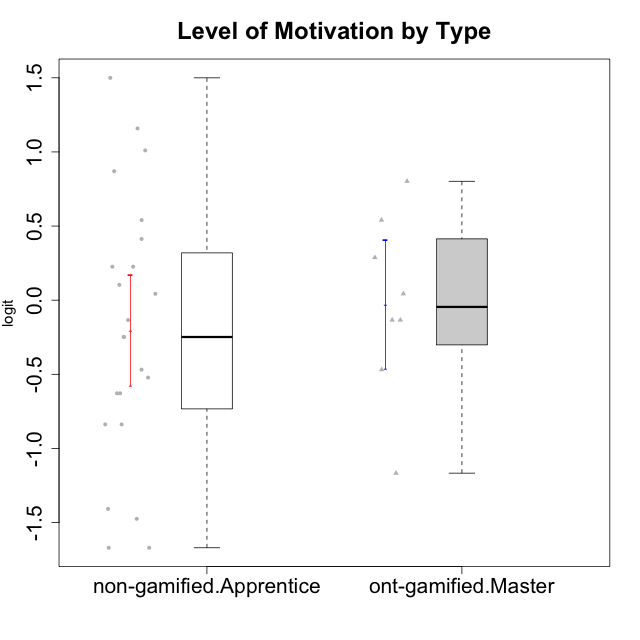 Level of Motivation by Type
1.5
1.0
0.5
0.0
-0.5
-1.0
-1.5
logit
non-gamified.Apprentice
ont-gamified.Master